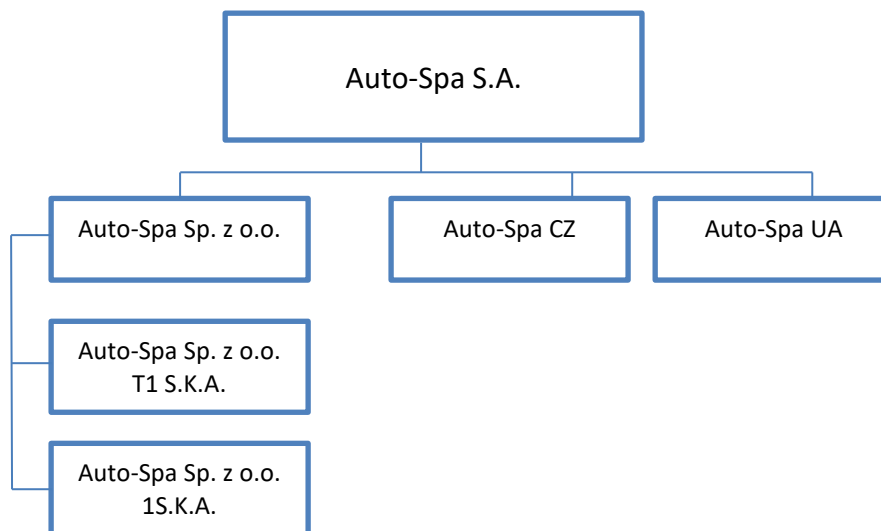 Auto-Spa S.A.
Auto-Spa Sp. z o.o.
Auto-Spa CZ
Auto-Spa UA
Auto-Spa Sp. z o.o.
T1 S.K.A.
Auto-Spa Sp. z o.o.
1S.K.A.